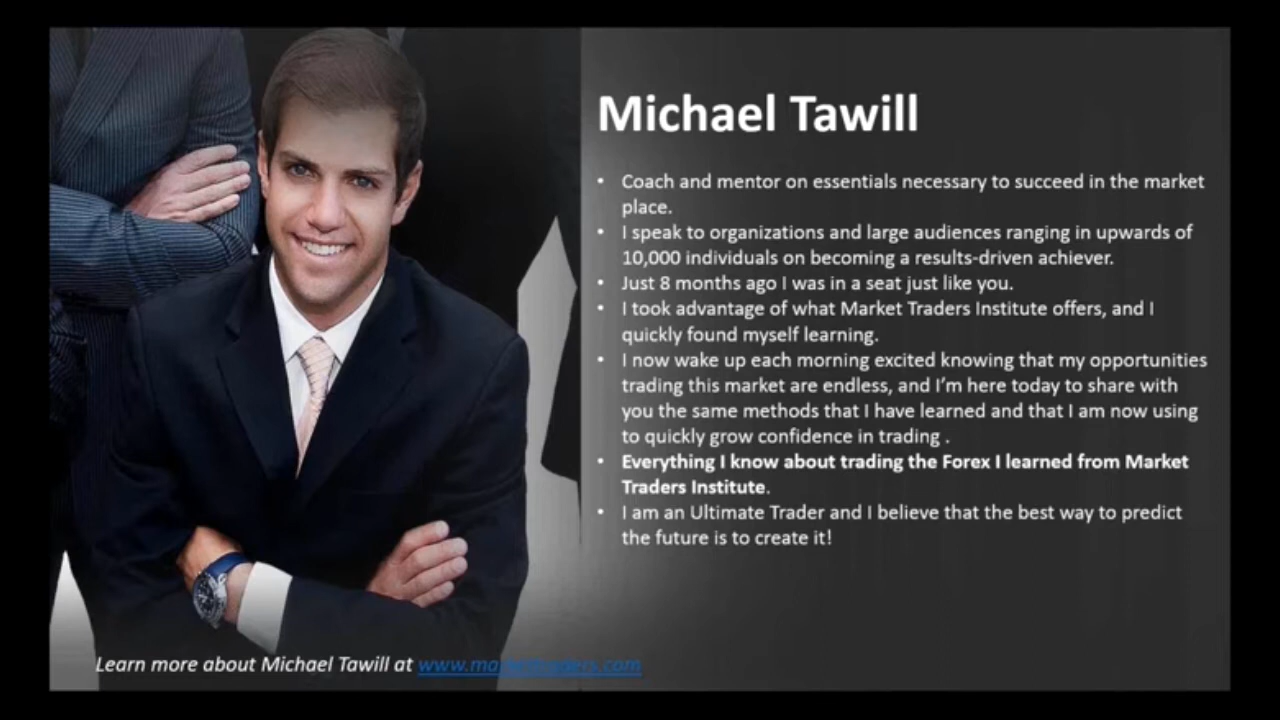 Michael Tawill
• Coach and mentor on essentials necessary to succeed in the market
place.
• I speak to organizations and large audiences ranging in upwards of
10,000 individuals on becoming a results-driven achiever.
• Just 8 months ago I was in a seat just like you.
• I took advantage of what Market Traders Institute offers, and I
quickly found myself learning.
• I now wake up each morning excited knowing that my opportunities
trading this market are endless, and I'm here today to share with
you the same methods that I have learned and that I am now using
to quickly grow confidence in trading .
• Everything I know about trading the Forex I learned from Market
Traders Institute.
• I am an Ultimate Trader and I believe that the best way to predict
the future is to create it!
Learn more about Michael Tawill at www.markettraders.com